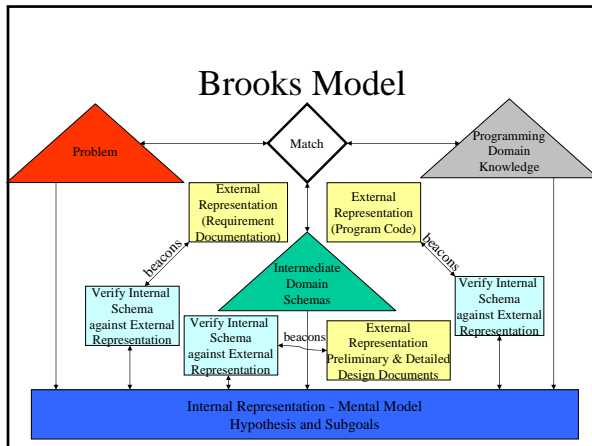 Brooks Model
Problem
Match
Programming
Domain
Knowledge
External
Representation
(Requirement
Documentation)
External
Representation
(Program Code)
beacons
beacons
Intermediate
Domain
Schemas
Verify Internal
Schema
against External
Representation
Verify Internal
Schema
against External
Representation
beacons
External
Representation
Preliminary & Detailed
Design Documents
Verify Internal
Schema
against External
Representation
Internal Representation - Mental Model
Hypothesis and Subgoals